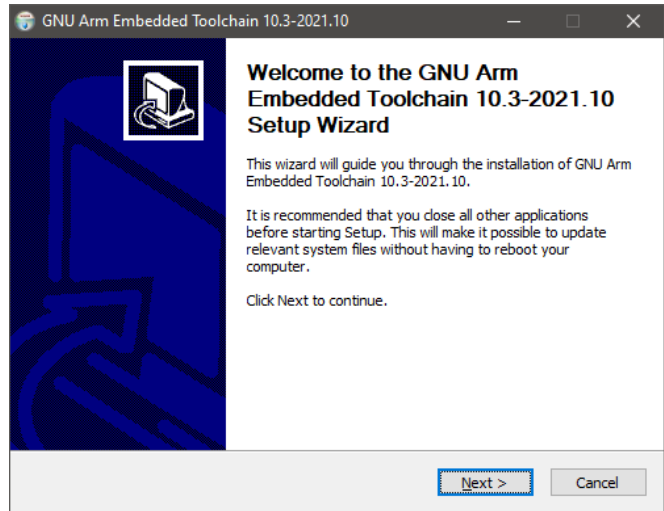 GNU Arm Embedded Toolchain 10.3-2021.10
Welcome to the GNU Arm
Embedded Toolchain 10.3-2021.10
Setup Wizard
This wizard will guide you through the installation of GNU Arm
Embedded Toolchain 10.3-2021.10.
It is recommended that you close all other applications
before starting Setup. This will make it possible to update
relevant system files without having to reboot your
computer.
Click Next to continue.
Next >
Cancel